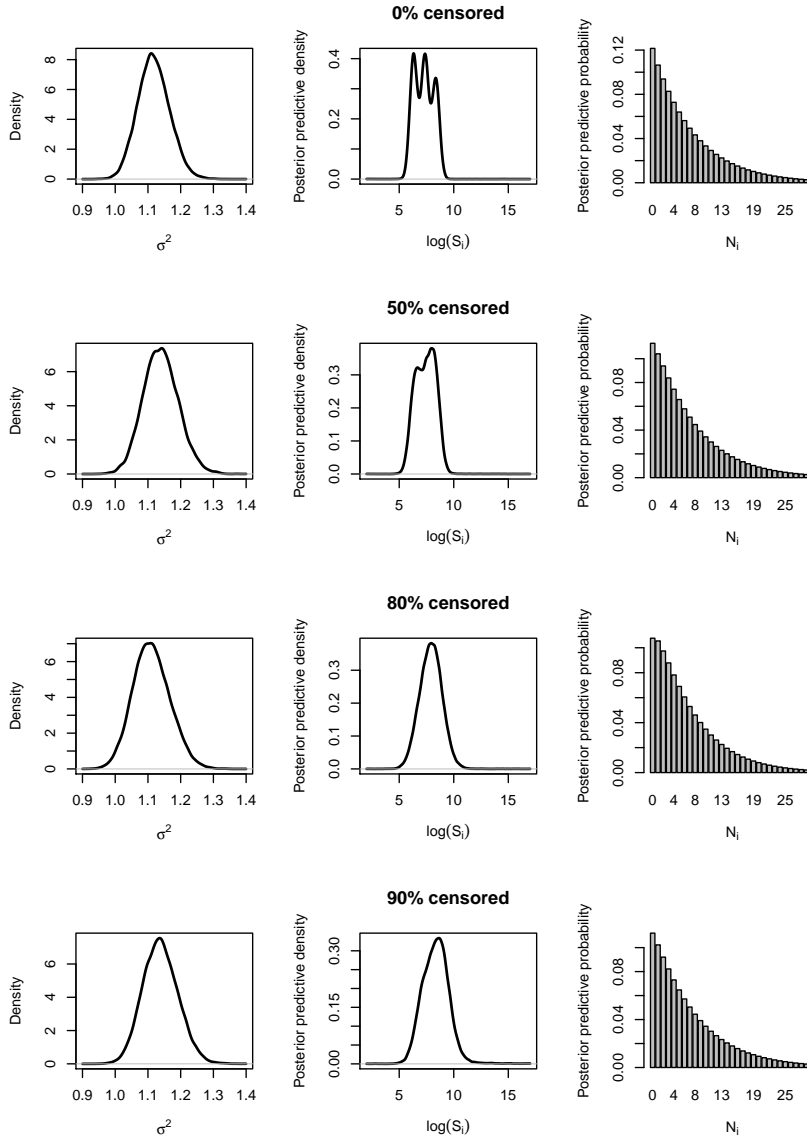 0% censored
Density
0 2 4 6 8
0.9 1.0 1.1 1.2 1.3 1.4
σ²
Posterior predictive density
0.0 0.2 0.4
5 10 15
log(Sᵢ)
Posterior predictive probability
0.00 0.04 0.08 0.12
0 4 8 13 19 25
Nᵢ
50% censored
Density
0 2 4 6
0.9 1.0 1.1 1.2 1.3 1.4
σ²
Posterior predictive density
0.0 0.1 0.2 0.3
5 10 15
log(Sᵢ)
Posterior predictive probability
0.00 0.04 0.08
0 4 8 13 19 25
Nᵢ
80% censored
Density
0 2 4 6
0.9 1.0 1.1 1.2 1.3 1.4
σ²
Posterior predictive density
0.0 0.1 0.2 0.3
5 10 15
log(Sᵢ)
Posterior predictive probability
0.00 0.04 0.08
0 4 8 13 19 25
Nᵢ
90% censored
Density
0 2 4 6
0.9 1.0 1.1 1.2 1.3 1.4
σ²
Posterior predictive density
0.00 0.15 0.30
5 10 15
log(Sᵢ)
Posterior predictive probability
0.00 0.04 0.08
0 4 8 13 19 25
Nᵢ